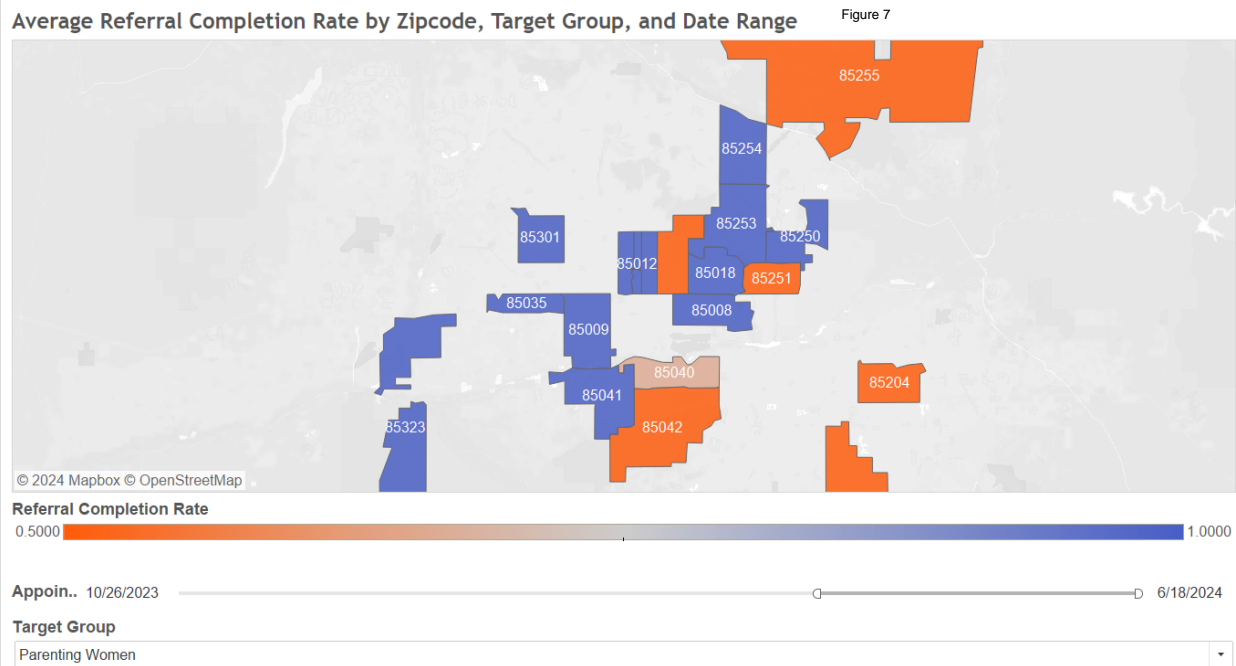 Average Referral Completion Rate by Zipcode, Target Group, and Date Range
Figure 7
85255
85254
85253
85250
85301
85012
85018
85251
85035
85008
85009
85040
85204
85041
85042
85323
© 2024 Mapbox © OpenStreetMap
Referral Completion Rate
0.5000
1.0000
Appoin.. 10/26/2023
6/18/2024
Target Group
Parenting Women